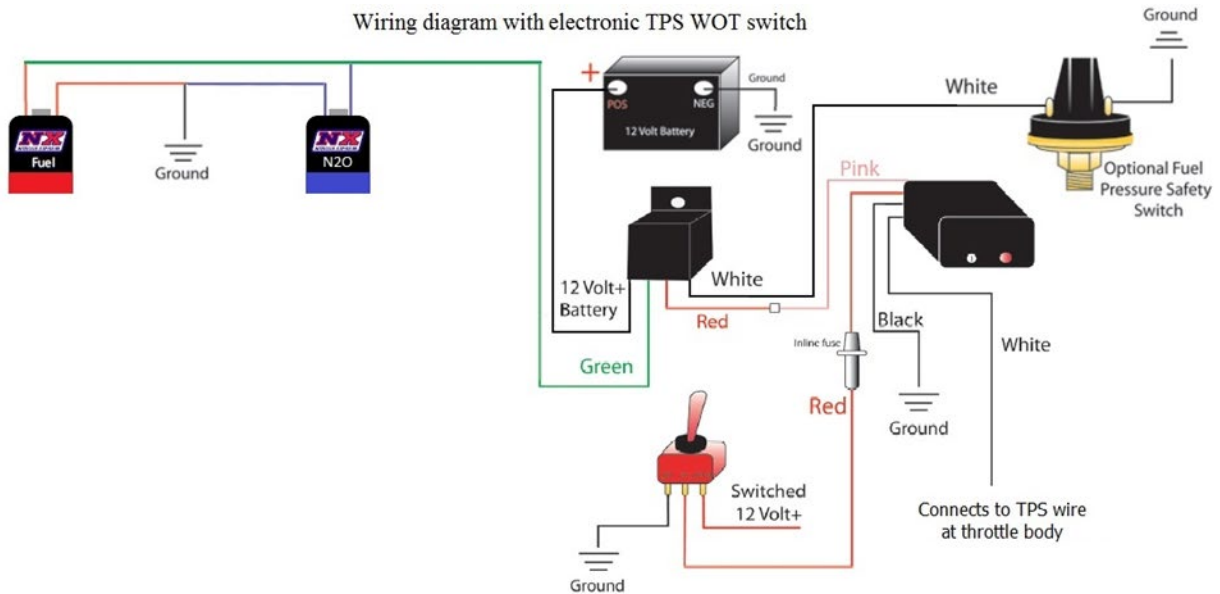 Wiring diagram with electronic TPS WOT switch
Ground
+
Ground
White
POS
NEG
12 Volt Battery
Ground
NX
Fuel
NX
N2O
Ground
Pink
Optional Fuel
Pressure Safety
Switch
12 Volt+
Battery
White
Red
Black
Inline fuse
White
Green
Red
Ground
Switched
12 Volt+
Connects to TPS wire
at throttle body
Ground